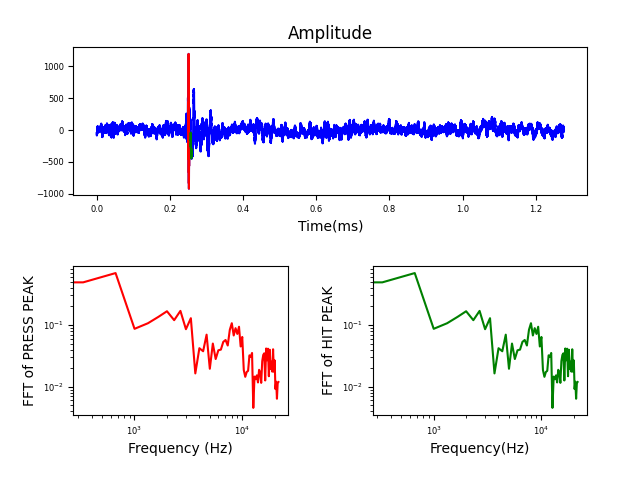 Amplitude
1000
500
0
−500
−1000
0.0 0.2 0.4 0.6 0.8 1.0 1.2
Time(ms)
FFT of PRESS PEAK
10⁻¹
10⁻²
10³ 10⁴
Frequency (Hz)
FFT of HIT PEAK
10⁻¹
10⁻²
10³ 10⁴
Frequency(Hz)